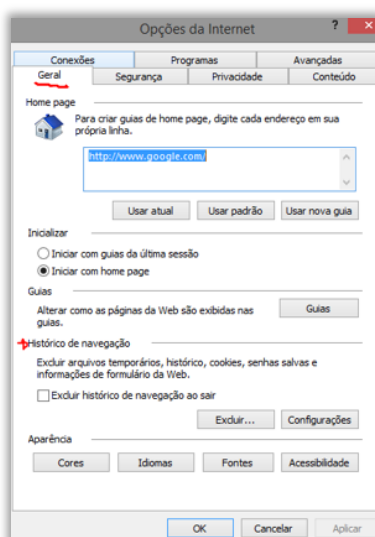 Opções da Internet
?
Conexões Programas Avançadas
Geral Segurança Privacidade Conteúdo
Home page
Para criar guias de home page, digite cada endereço em sua
própria linha.
http://www.google.com/
Usar atual Usar padrão Usar nova guia
Inicializar
Iniciar com guias da última sessão
Iniciar com home page
Guias
Alterar como as páginas da Web são exibidas nas
guias.
Guias
Histórico de navegação
Excluir arquivos temporários, histórico, cookies, senhas salvas e
informações de formulário da Web.
Excluir histórico de navegação ao sair
Excluir... Configurações
Aparência
Cores Idiomas Fontes Acessibilidade
OK Cancelar Aplicar